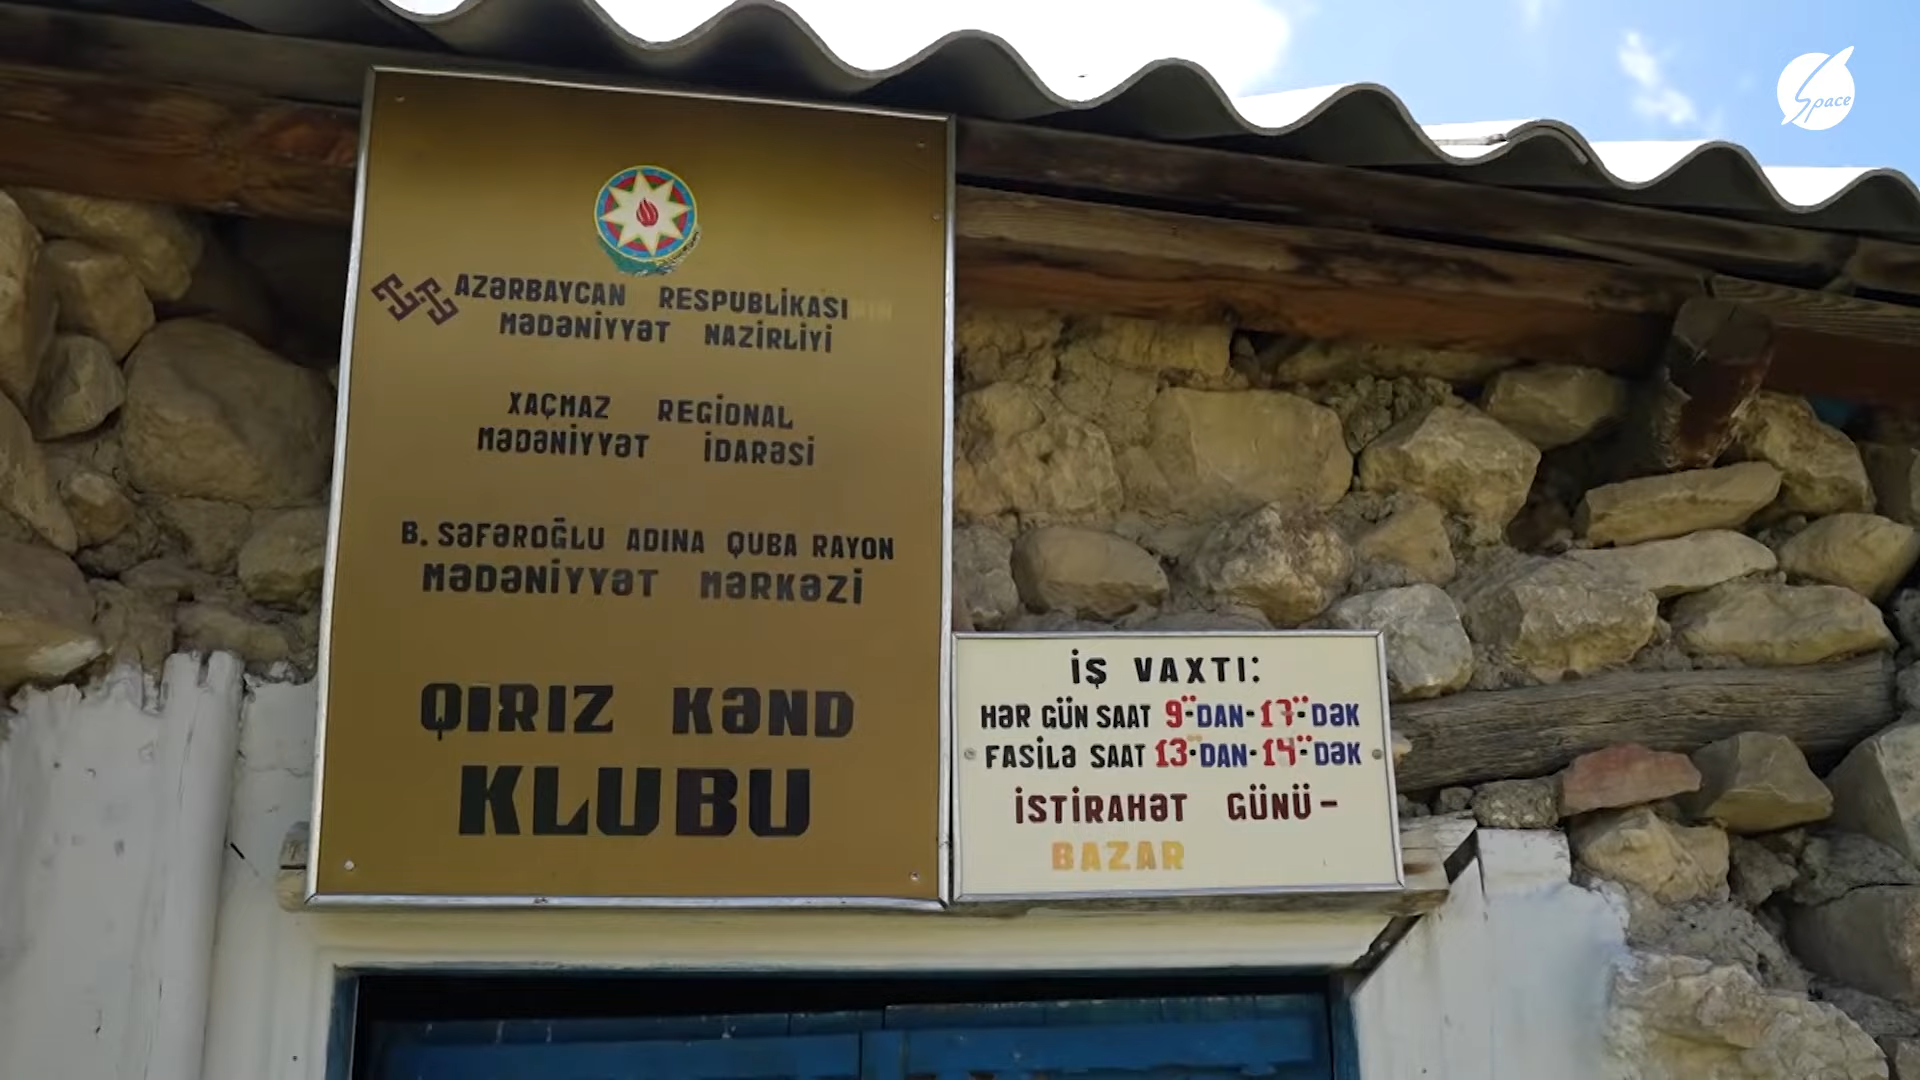 AZƏRBAYCAN RESPUBLİKASI
MƏDƏNİYYƏT NAZİRLİYİ
XAÇMAZ REGİONAL
MƏDƏNİYYƏT İDARƏSİ
B. SƏFƏROĞLU ADINA QUBA RAYON
MƏDƏNİYYƏT MƏRKƏZİ
QIRIZ KƏND
KLUBU
İŞ VAXTI:
HƏR GÜN SAAT 9⁰⁰-DAN-17⁰⁰-DƏK
FASİLƏ SAAT 13⁰⁰-DAN-14⁰⁰-DƏK
İSTİRAHƏT GÜNÜ-
BAZAR
Space